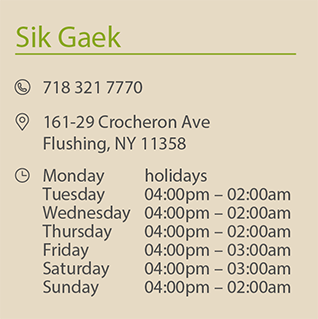 Sik Gaek
718 321 7770
161-29 Crocheron Ave
Flushing, NY 11358
Monday holidays
Tuesday 04:00pm – 02:00am
Wednesday 04:00pm – 02:00am
Thursday 04:00pm – 02:00am
Friday 04:00pm – 03:00am
Saturday 04:00pm – 03:00am
Sunday 04:00pm – 02:00am